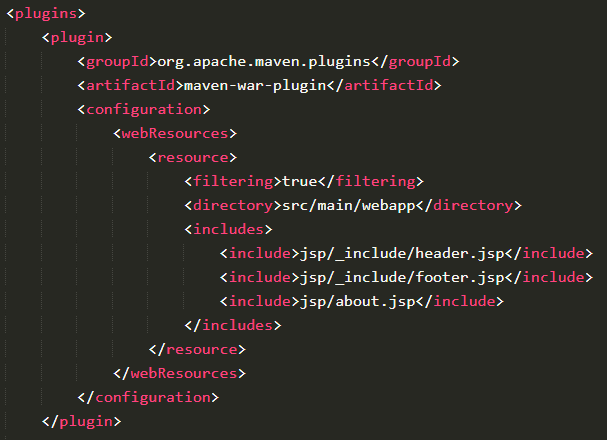 <plugins>
    <plugin>
        <groupId>org.apache.maven.plugins</groupId>
        <artifactId>maven-war-plugin</artifactId>
        <configuration>
            <webResources>
                <resource>
                    <filtering>true</filtering>
                    <directory>src/main/webapp</directory>
                    <includes>
                        <include>jsp/_include/header.jsp</include>
                        <include>jsp/_include/footer.jsp</include>
                        <include>jsp/about.jsp</include>
                    </includes>
                </resource>
            </webResources>
        </configuration>
    </plugin>